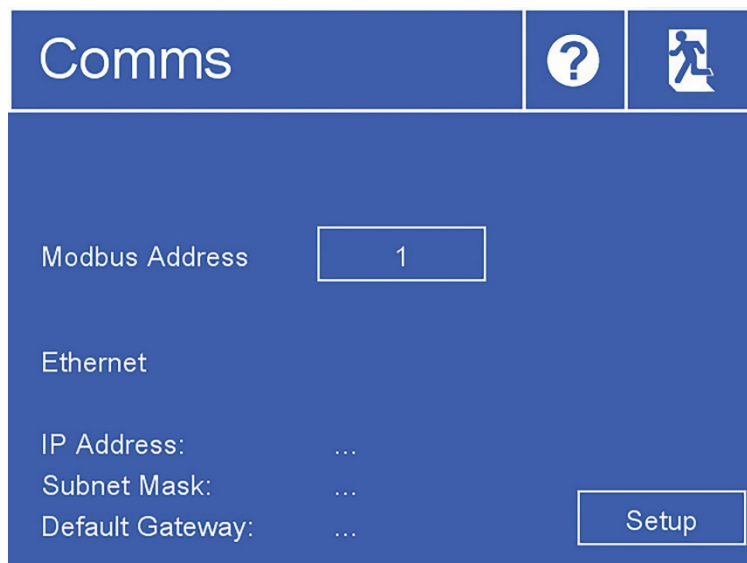 Comms ?
Modbus Address 1
Ethernet
IP Address: ...
Subnet Mask: ...
Default Gateway: ...
Setup